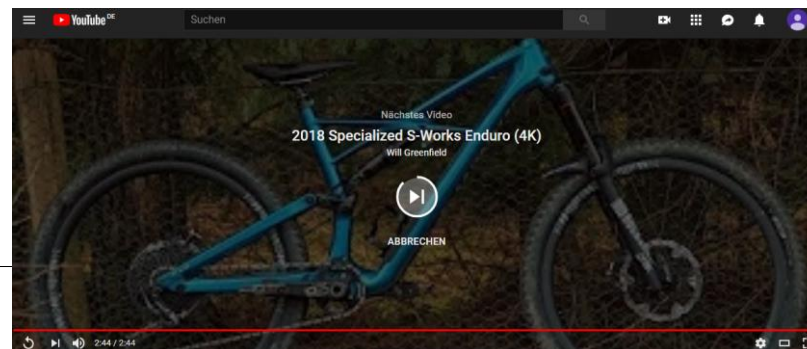 YouTube DE
Suchen
Nächstes Video
2018 Specialized S-Works Enduro (4K)
Will Greenfield
ABBRECHEN
2:44 / 2:44